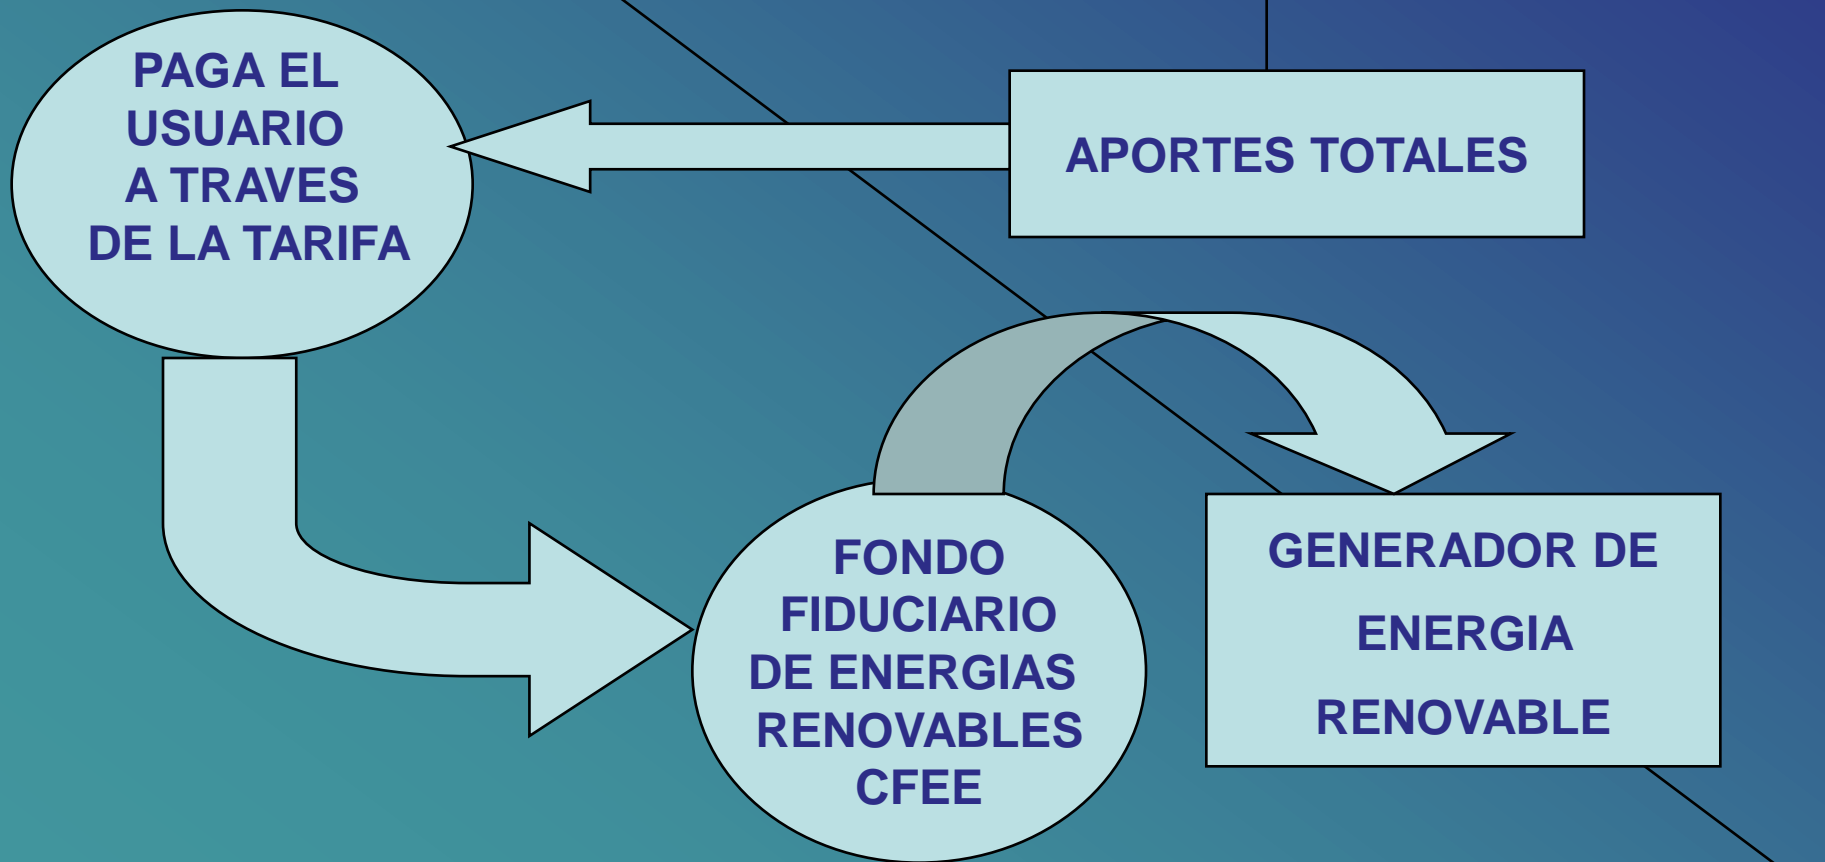 PAGA EL
USUARIO
A TRAVES
DE LA TARIFA
APORTES TOTALES
FONDO
FIDUCIARIO
DE ENERGIAS
RENOVABLES
CFEE
GENERADOR DE
ENERGIA
RENOVABLE